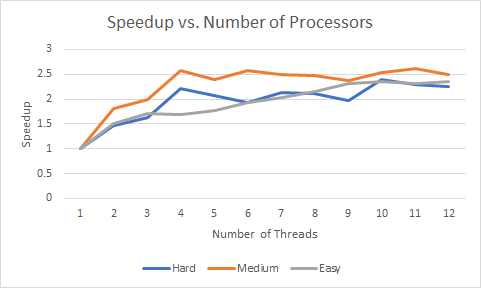 Speedup vs. Number of Processors
3
2.5
2
1.5
1
0.5
0
Speedup
1 2 3 4 5 6 7 8 9 10 11 12
Number of Threads
Hard Medium Easy